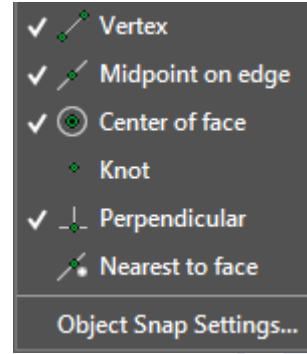 Vertex
Midpoint on edge
Center of face
Knot
Perpendicular
Nearest to face
Object Snap Settings...